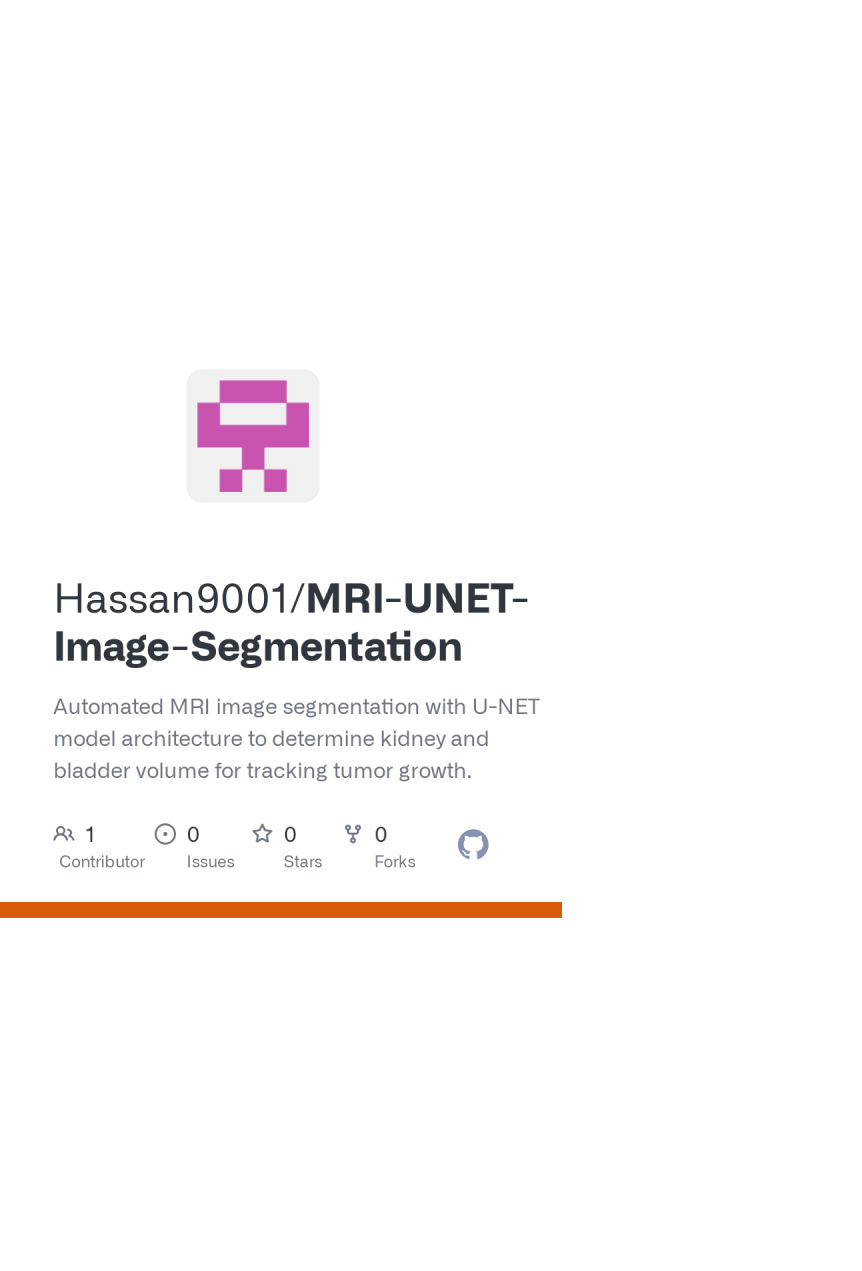 Hassan9001/MRI-UNET-
Image-Segmentation
Automated MRI image segmentation with U-NET
model architecture to determine kidney and
bladder volume for tracking tumor growth.
1 0 0 0
Contributor Issues Stars Forks